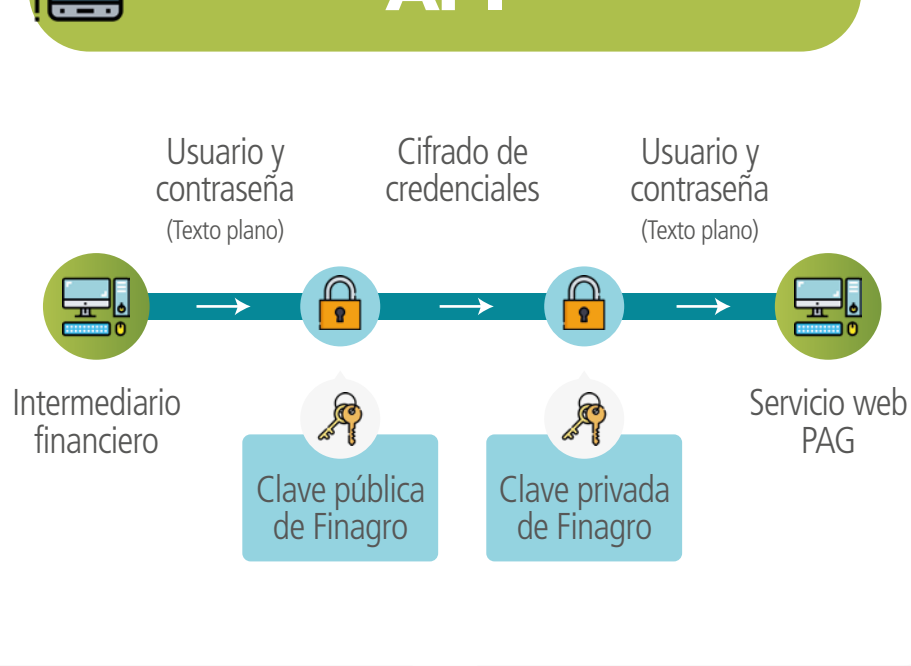 Usuario y
contraseña
(Texto plano)
Cifrado de
credenciales
Usuario y
contraseña
(Texto plano)
Intermediario
financiero
Servicio web
PAG
Clave pública
de Finagro
Clave privada
de Finagro